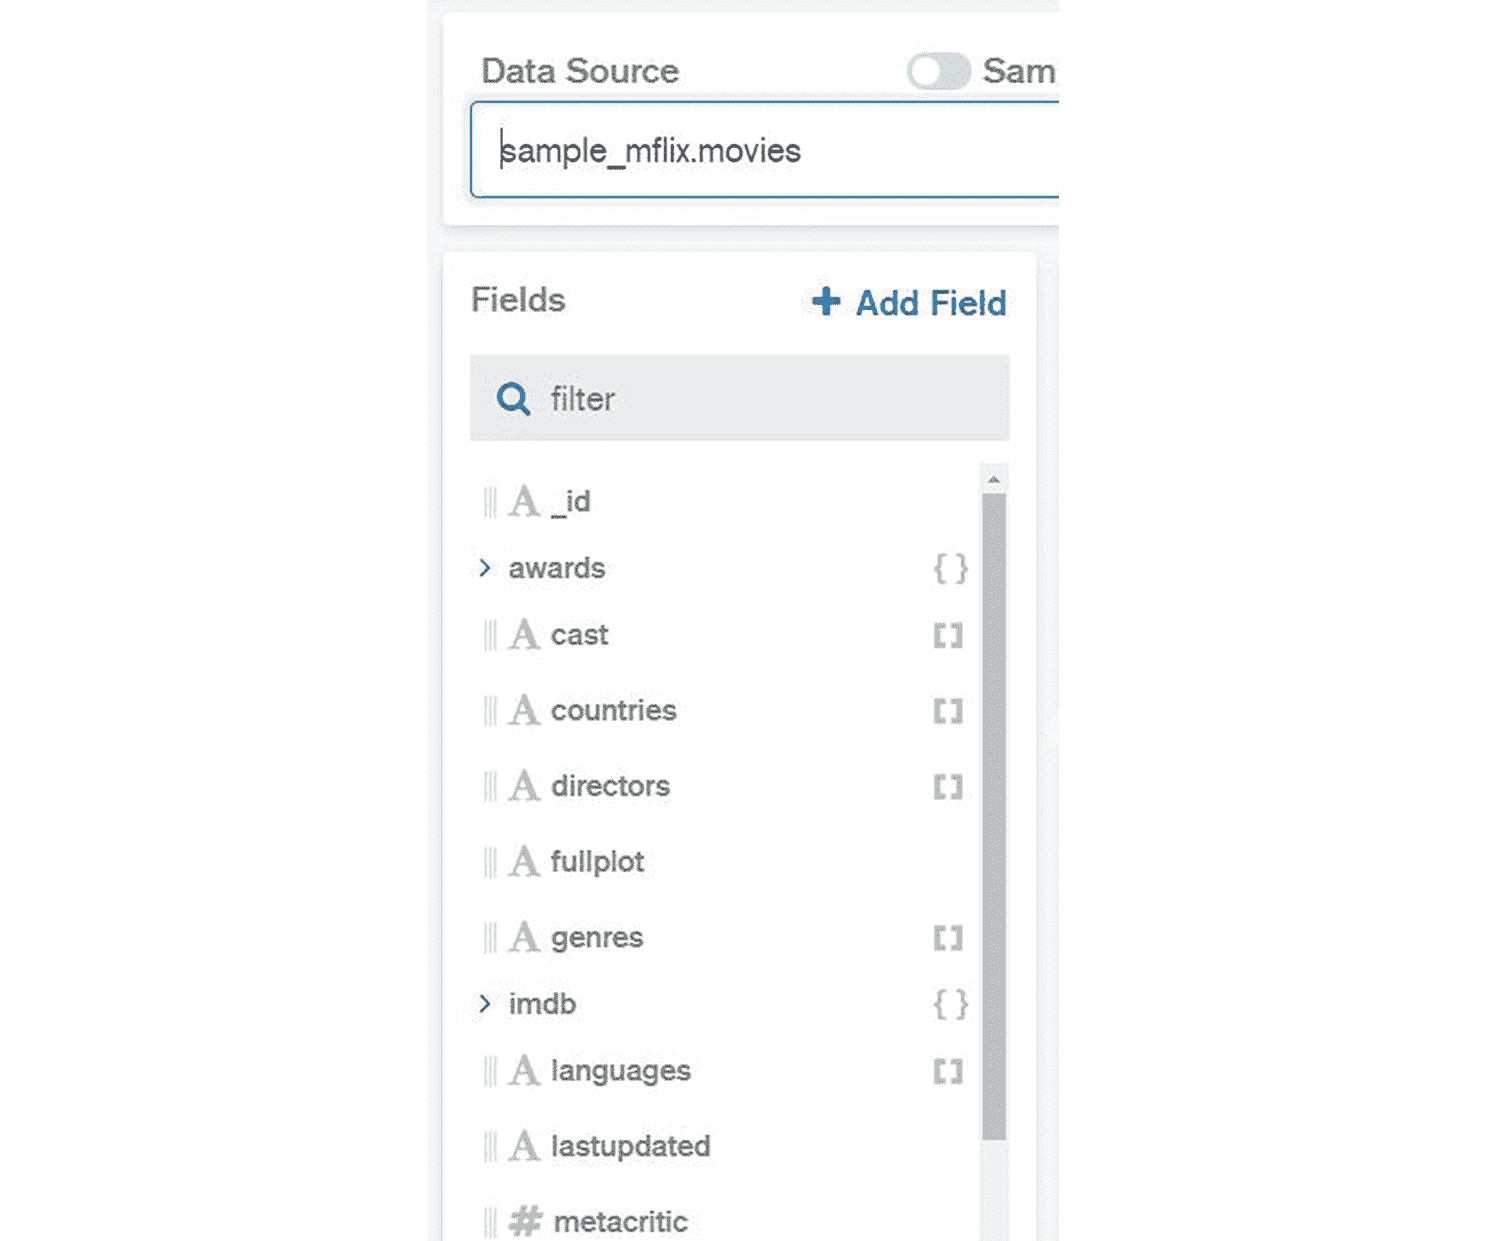 Data Source Sam
sample_mflix.movies
Fields + Add Field
filter
A _id
> awards { }
A cast [ ]
A countries [ ]
A directors [ ]
A fullplot
A genres [ ]
> imdb { }
A languages [ ]
A lastupdated
# metacritic